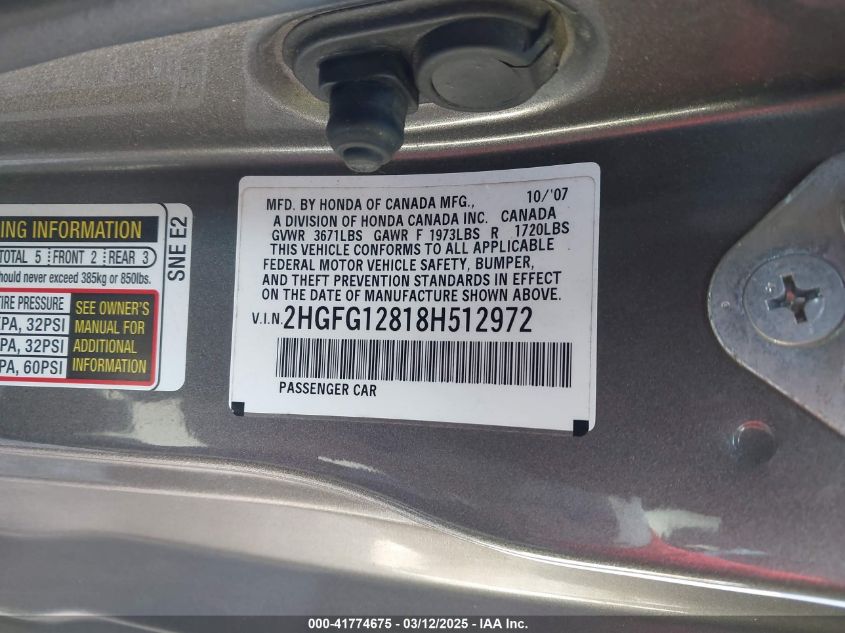 MFD. BY HONDA OF CANADA MFG., 10/'07
A DIVISION OF HONDA CANADA INC. CANADA
GVWR 3671LBS GAWR F 1973LBS R 1720LBS
THIS VEHICLE CONFORMS TO ALL APPLICABLE
FEDERAL MOTOR VEHICLE SAFETY, BUMPER,
AND THEFT PREVENTION STANDARDS IN EFFECT
ON THE DATE OF MANUFACTURE SHOWN ABOVE.
V.I.N. 2HGFG12818H512972
PASSENGER CAR
ING INFORMATION
TOTAL 5 FRONT 2 REAR 3
hould never exceed 385kg or 850lbs.
IRE PRESSURE
PA, 32PSI
PA, 32PSI
PA, 60PSI
SEE OWNER'S
MANUAL FOR
ADDITIONAL
INFORMATION
SNE E2
000-41774675 - 03/12/2025 - IAA Inc.